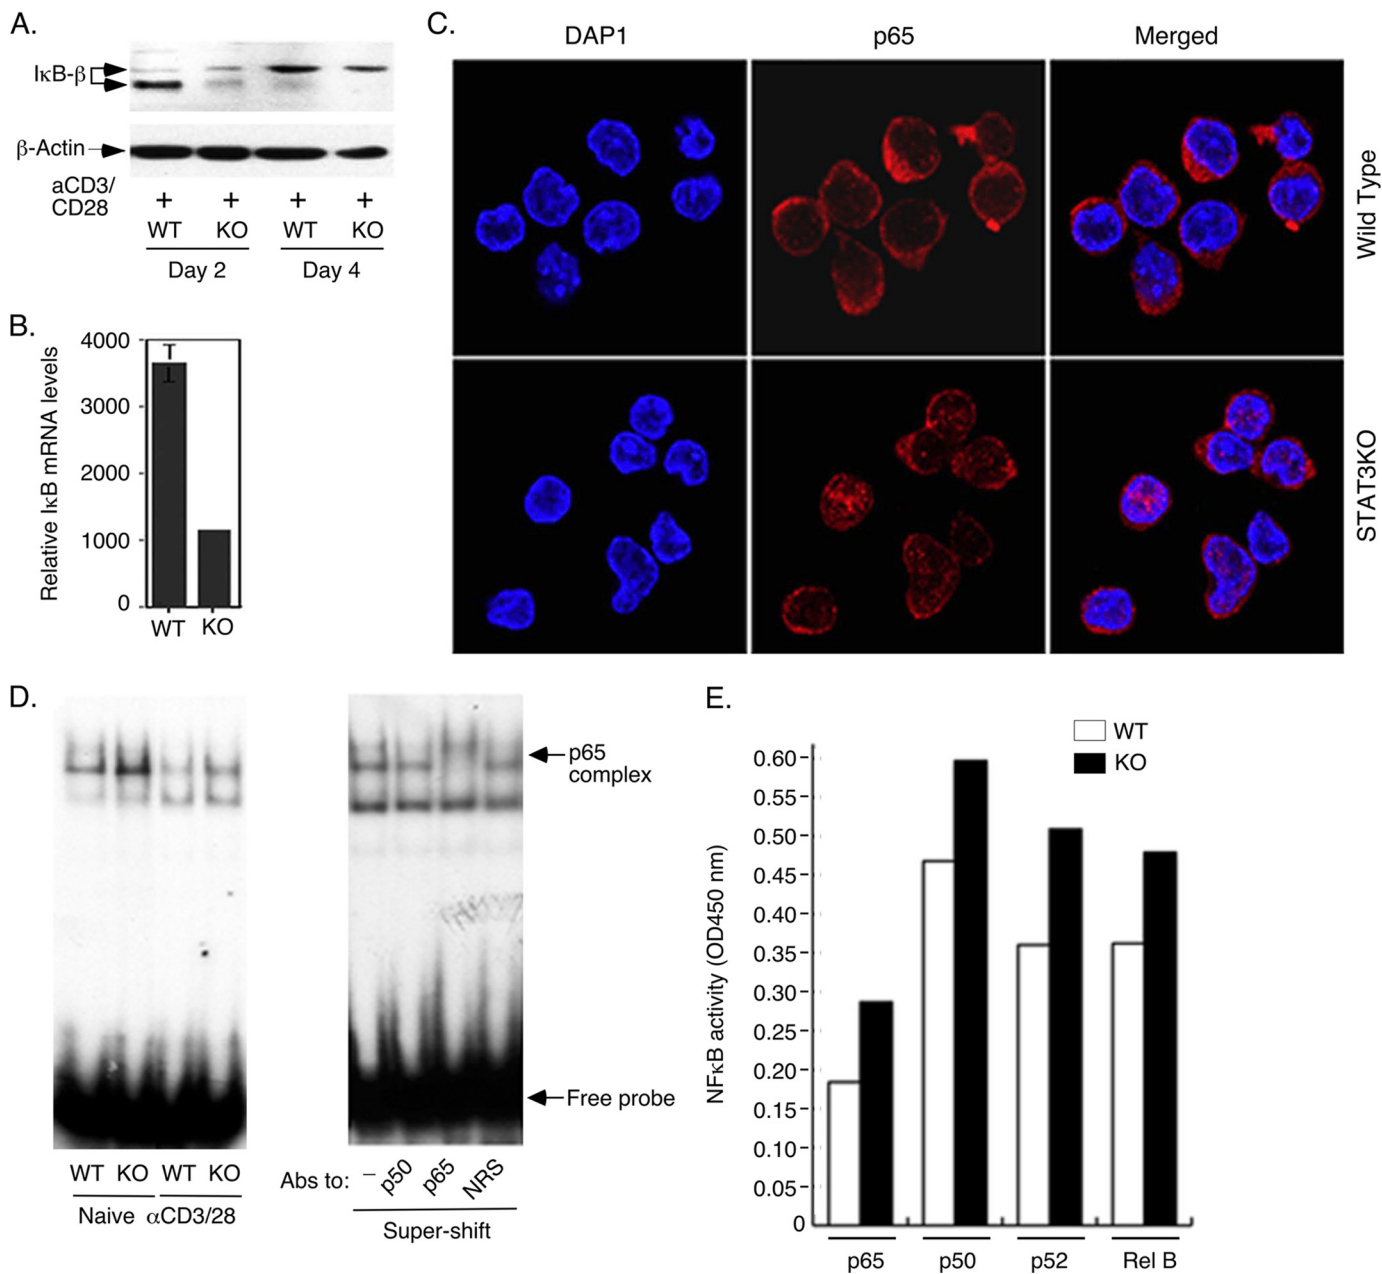 A.
IκB-β
β-Actin
aCD3/
CD28
+ + + +
WT KO WT KO
Day 2 Day 4
B.
Relative IκB mRNA levels
4000
3000
2000
1000
0
WT KO
C.
DAP1 p65 Merged
Wild Type
STAT3KO
D.
p65
complex
Free probe
WT KO WT KO
Naive αCD3/28
Abs to: – p50 p65 NRS
Super-shift
E.
WT
KO
NFκB activity (OD450 nm)
0.60
0.55
0.50
0.45
0.40
0.35
0.30
0.25
0.20
0.15
0.10
0.05
0
p65 p50 p52 Rel B